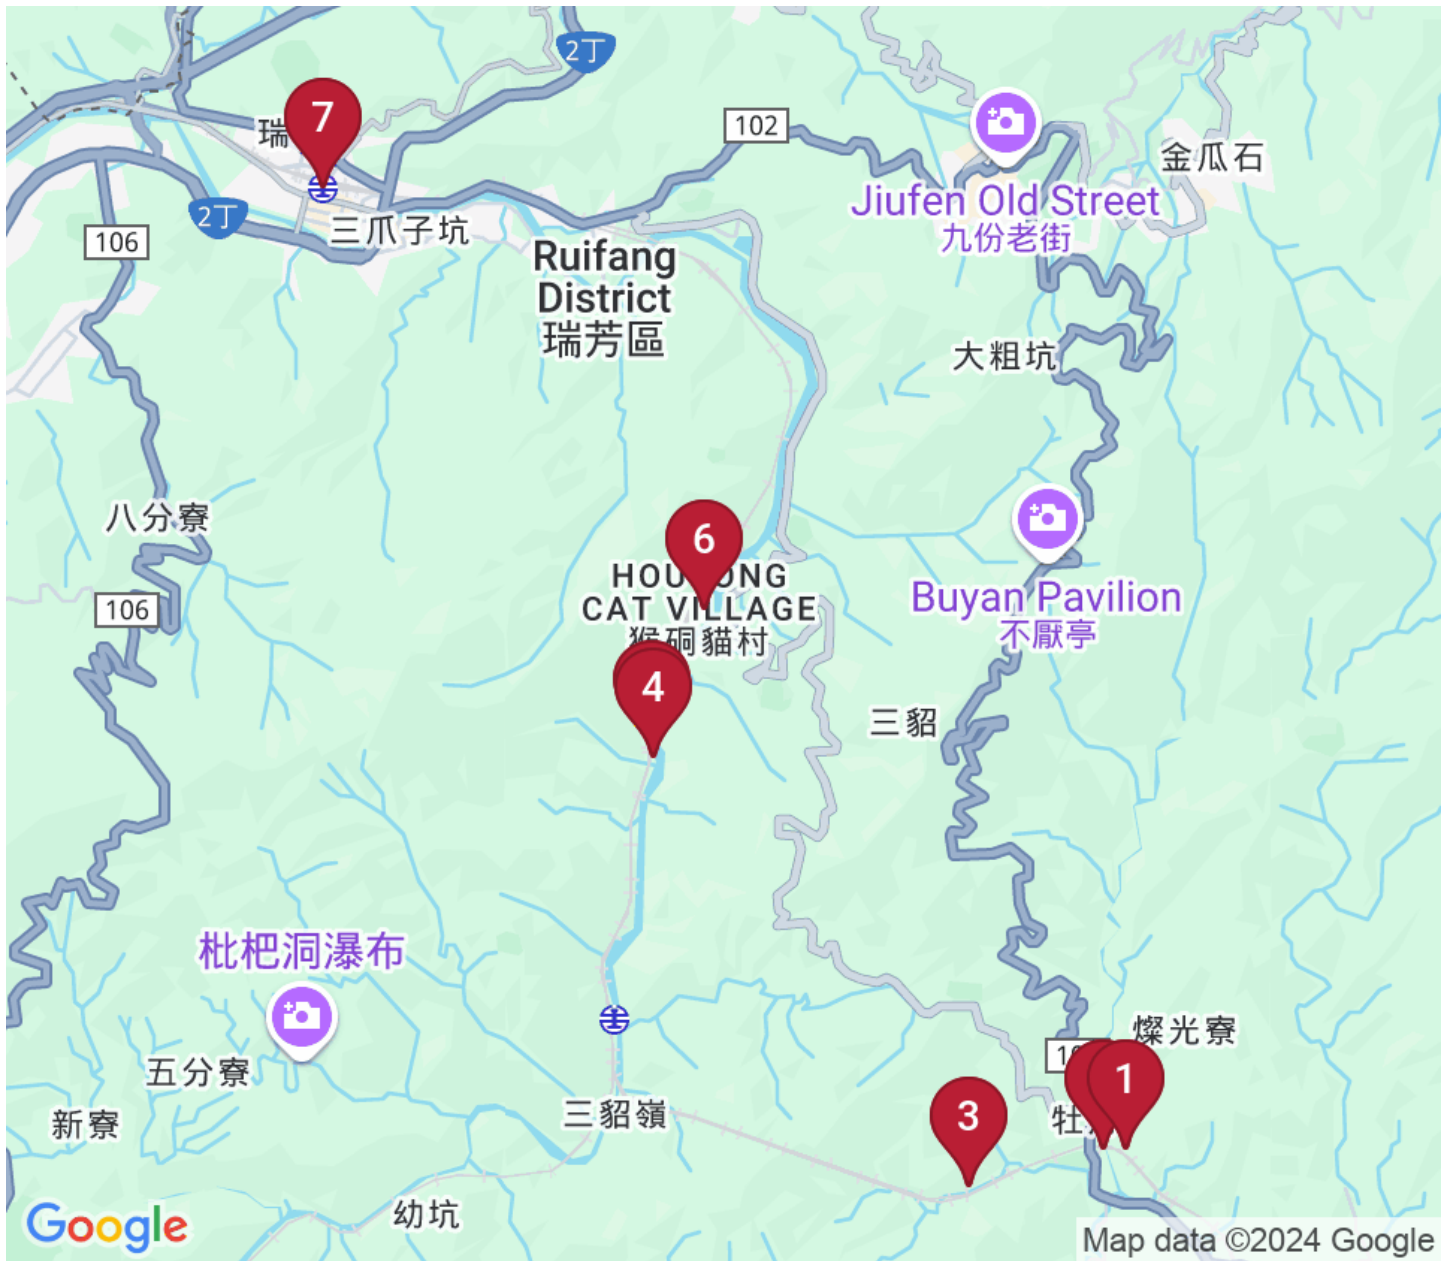 2丁
7
瑞
102
金瓜石
Jiufen Old Street
九份老街
2丁
三爪子坑
106
Ruifang
District
瑞芳區
大粗坑
八分寮
6
HOU ONG
CAT VILLAGE
猴硐貓村
106
Buyan Pavilion
不厭亭
4
三貂
枇杷洞瀑布
五分寮
燦光寮
10
1
3
新寮
三貂嶺
牡
幼坑
Google
Map data ©2024 Google